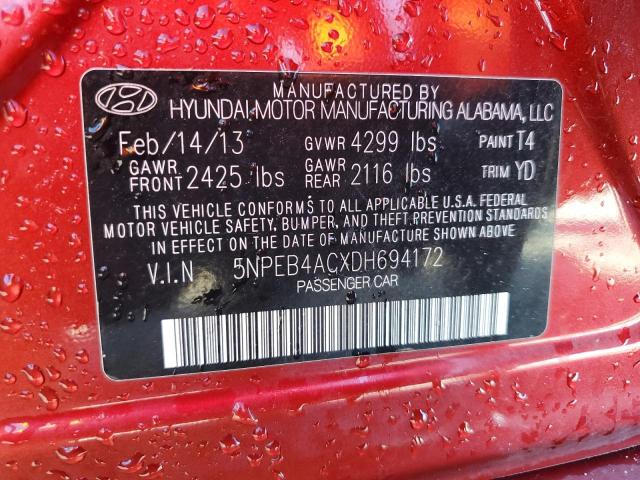 MANUFACTURED BY
HYUNDAI MOTOR MANUFACTURING ALABAMA, LLC
Feb/14/13 GVWR 4299 lbs PAINT T4
GAWR FRONT 2425 lbs GAWR REAR 2116 lbs TRIM YD
THIS VEHICLE CONFORMS TO ALL APPLICABLE U.S.A. FEDERAL
MOTOR VEHICLE SAFETY, BUMPER, AND THEFT PREVENTION STANDARDS
IN EFFECT ON THE DATE OF MANUFACTURE SHOWN ABOVE
V.I.N 5NPEB4ACXDH694172
PASSENGER CAR